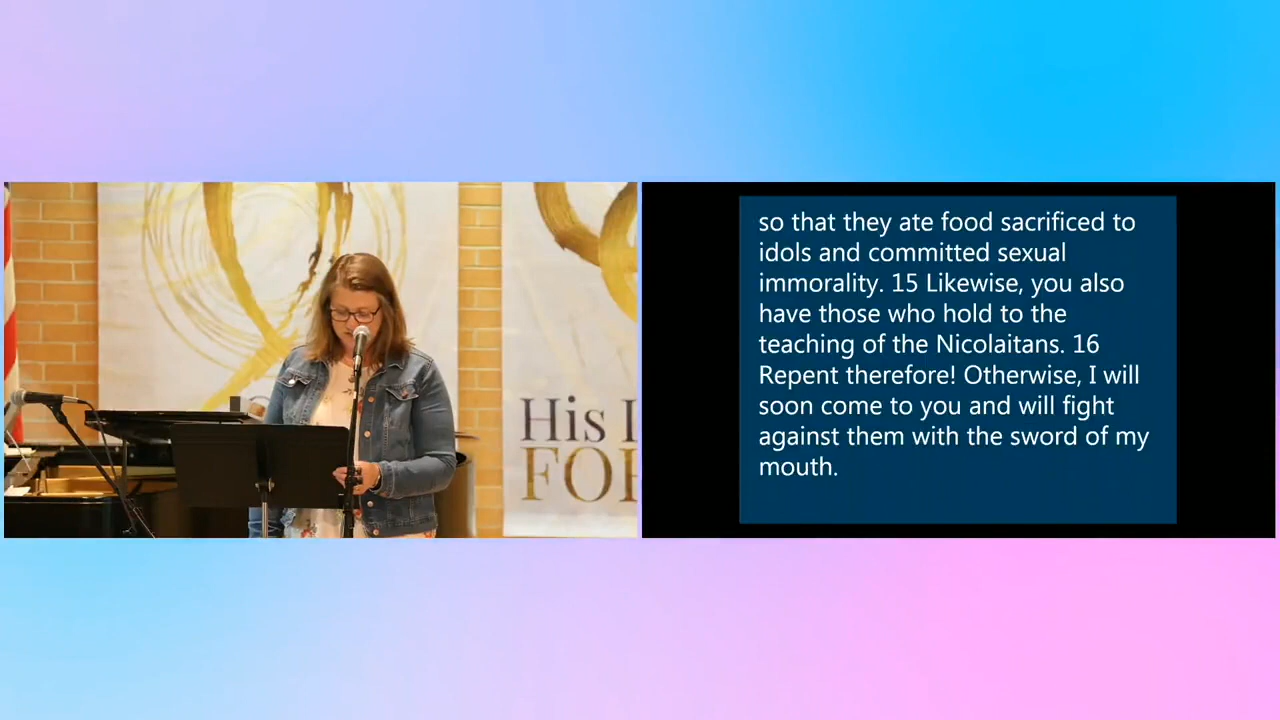 His
FOR
so that they ate food sacrificed to
idols and committed sexual
immorality. 15 Likewise, you also
have those who hold to the
teaching of the Nicolaitans. 16
Repent therefore! Otherwise, I will
soon come to you and will fight
against them with the sword of my
mouth.